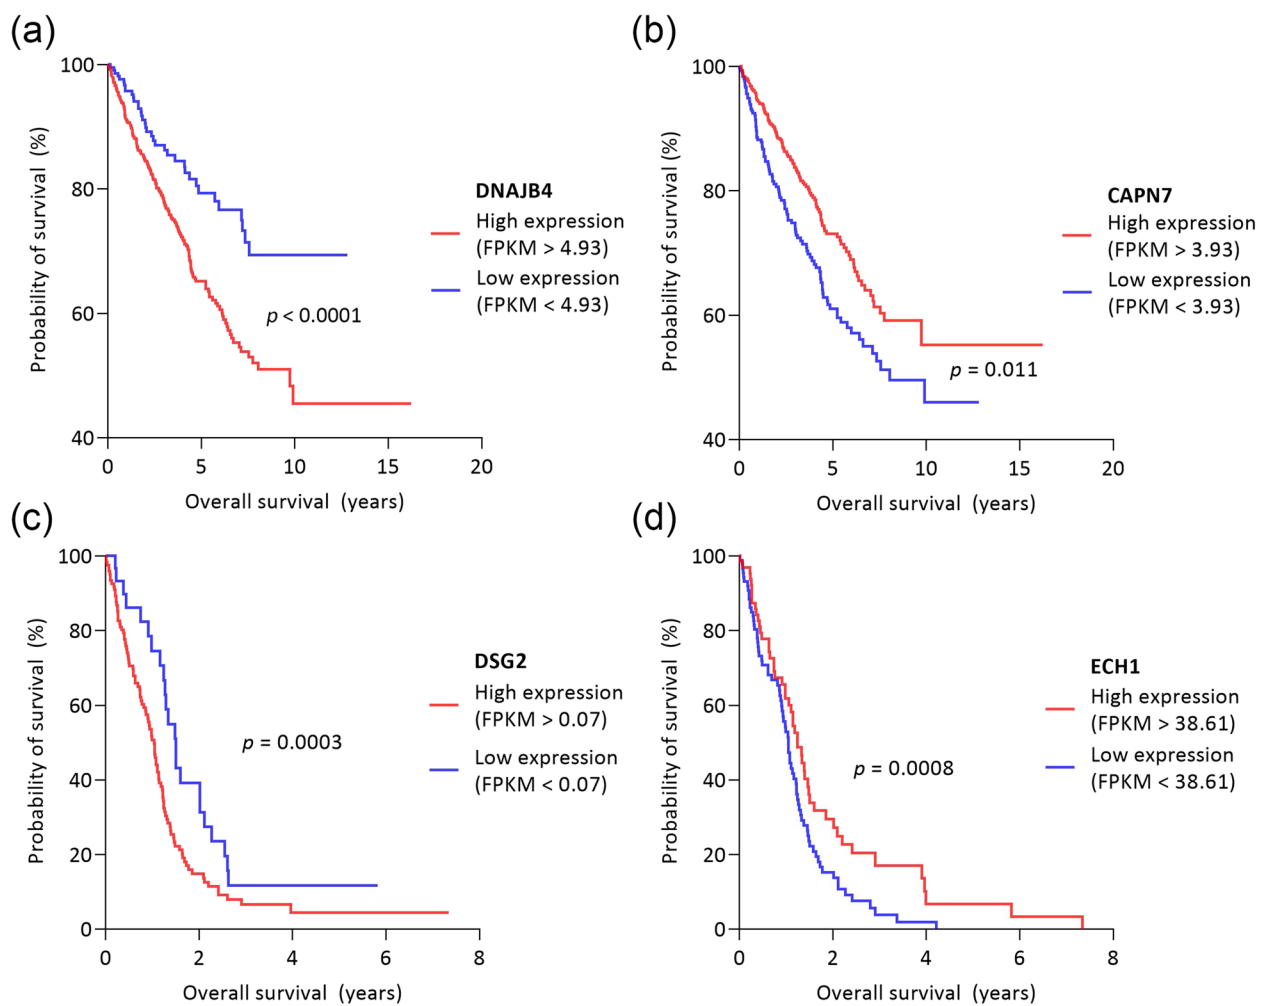 (a)
100
80
60
40
0
5
10
15
20
Probability of survival (%)
Overall survival (years)
DNAJB4
High expression
(FPKM > 4.93)
Low expression
(FPKM < 4.93)
p < 0.0001
(b)
100
80
60
40
0
5
10
15
20
Probability of survival (%)
Overall survival (years)
CAPN7
High expression
(FPKM > 3.93)
Low expression
(FPKM < 3.93)
p = 0.011
(c)
100
80
60
40
20
0
0
2
4
6
8
Probability of survival (%)
Overall survival (years)
DSG2
High expression
(FPKM > 0.07)
Low expression
(FPKM < 0.07)
p = 0.0003
(d)
100
80
60
40
20
0
0
2
4
6
8
Probability of survival (%)
Overall survival (years)
ECH1
High expression
(FPKM > 38.61)
Low expression
(FPKM < 38.61)
p = 0.0008